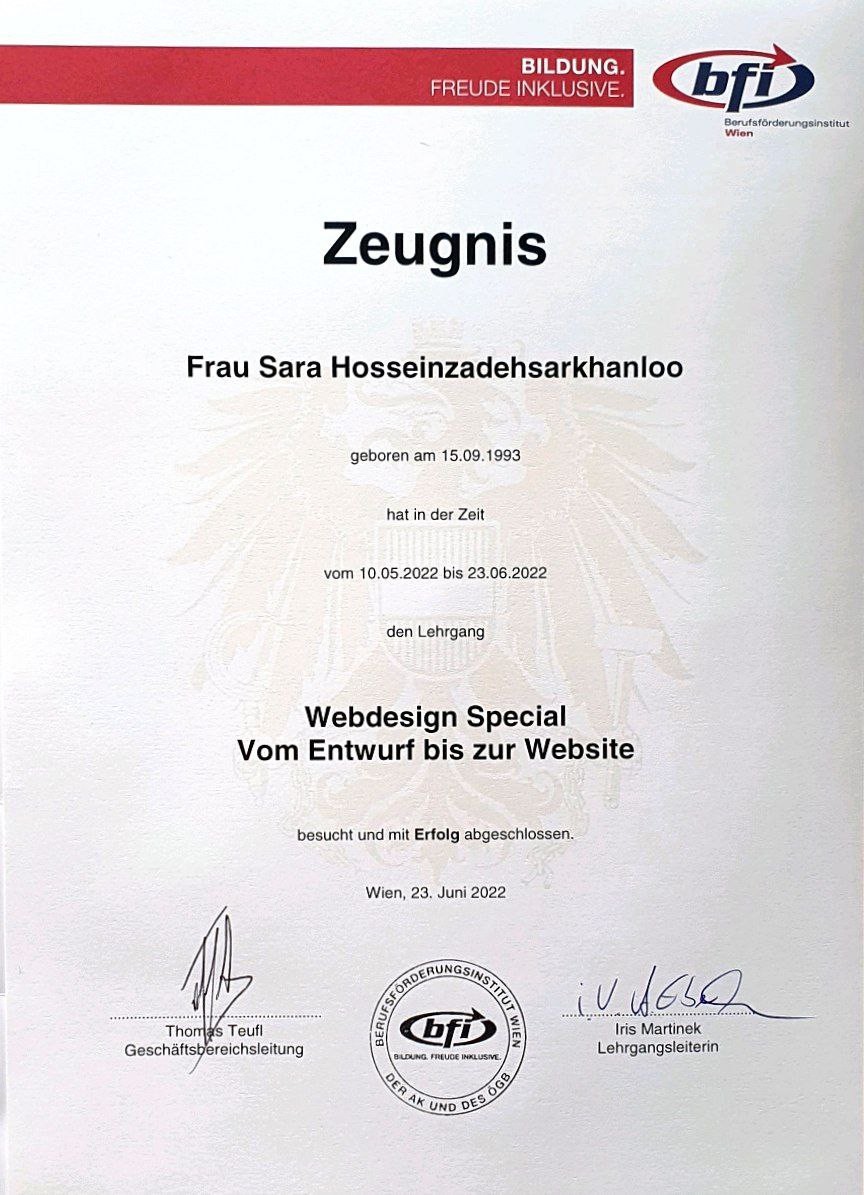 BILDUNG.
FREUDE INKLUSIVE.
bfi
Berufsförderungsinstitut
Wien
Zeugnis
Frau Sara Hosseinzadehsarkhanloo
geboren am 15.09.1993
hat in der Zeit
vom 10.05.2022 bis 23.06.2022
den Lehrgang
Webdesign Special
Vom Entwurf bis zur Website
besucht und mit Erfolg abgeschlossen.
Wien, 23. Juni 2022
Thomas Teufl
Geschäftsbereichsleitung
BERUFSFÖRDERUNGSINSTITUT WIEN
bfi
BILDUNG. FREUDE INKLUSIVE.
DER AK UND DES ÖGB
i.V.
Iris Martinek
Lehrgangsleiterin